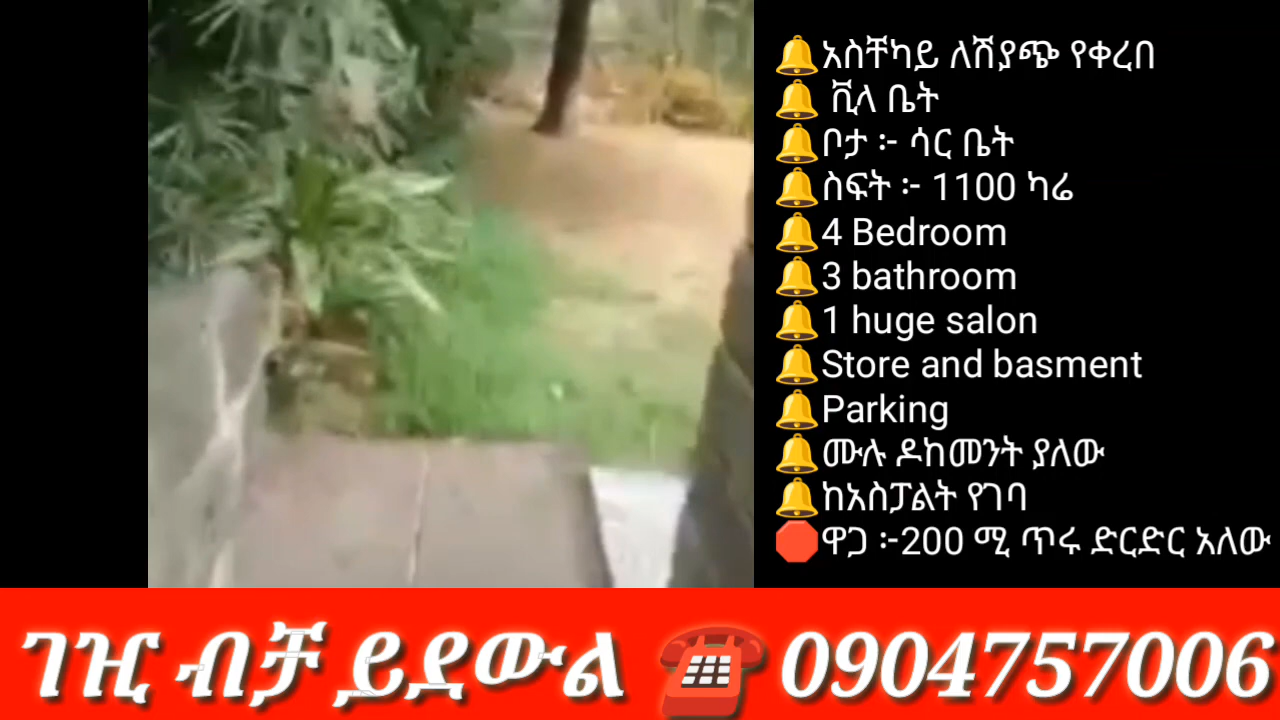 🔔አስቸካይ ለሽያጭ የቀረበ
🔔 ቪላ ቤት
🔔ቦታ ፦ ሳር ቤት
🔔ስፍት ፦ 1100 ካሬ
🔔4 Bedroom
🔔3 bathroom
🔔1 huge salon
🔔Store and basment
🔔Parking
🔔ሙሉ ዶከመንት ያለው
🔔ከአስፓልት የገባ
🛑ዋጋ ፦200 ሚ ጥሩ ድርድር አለው
ገዢ ብቻ ይደውል ☎️0904757006